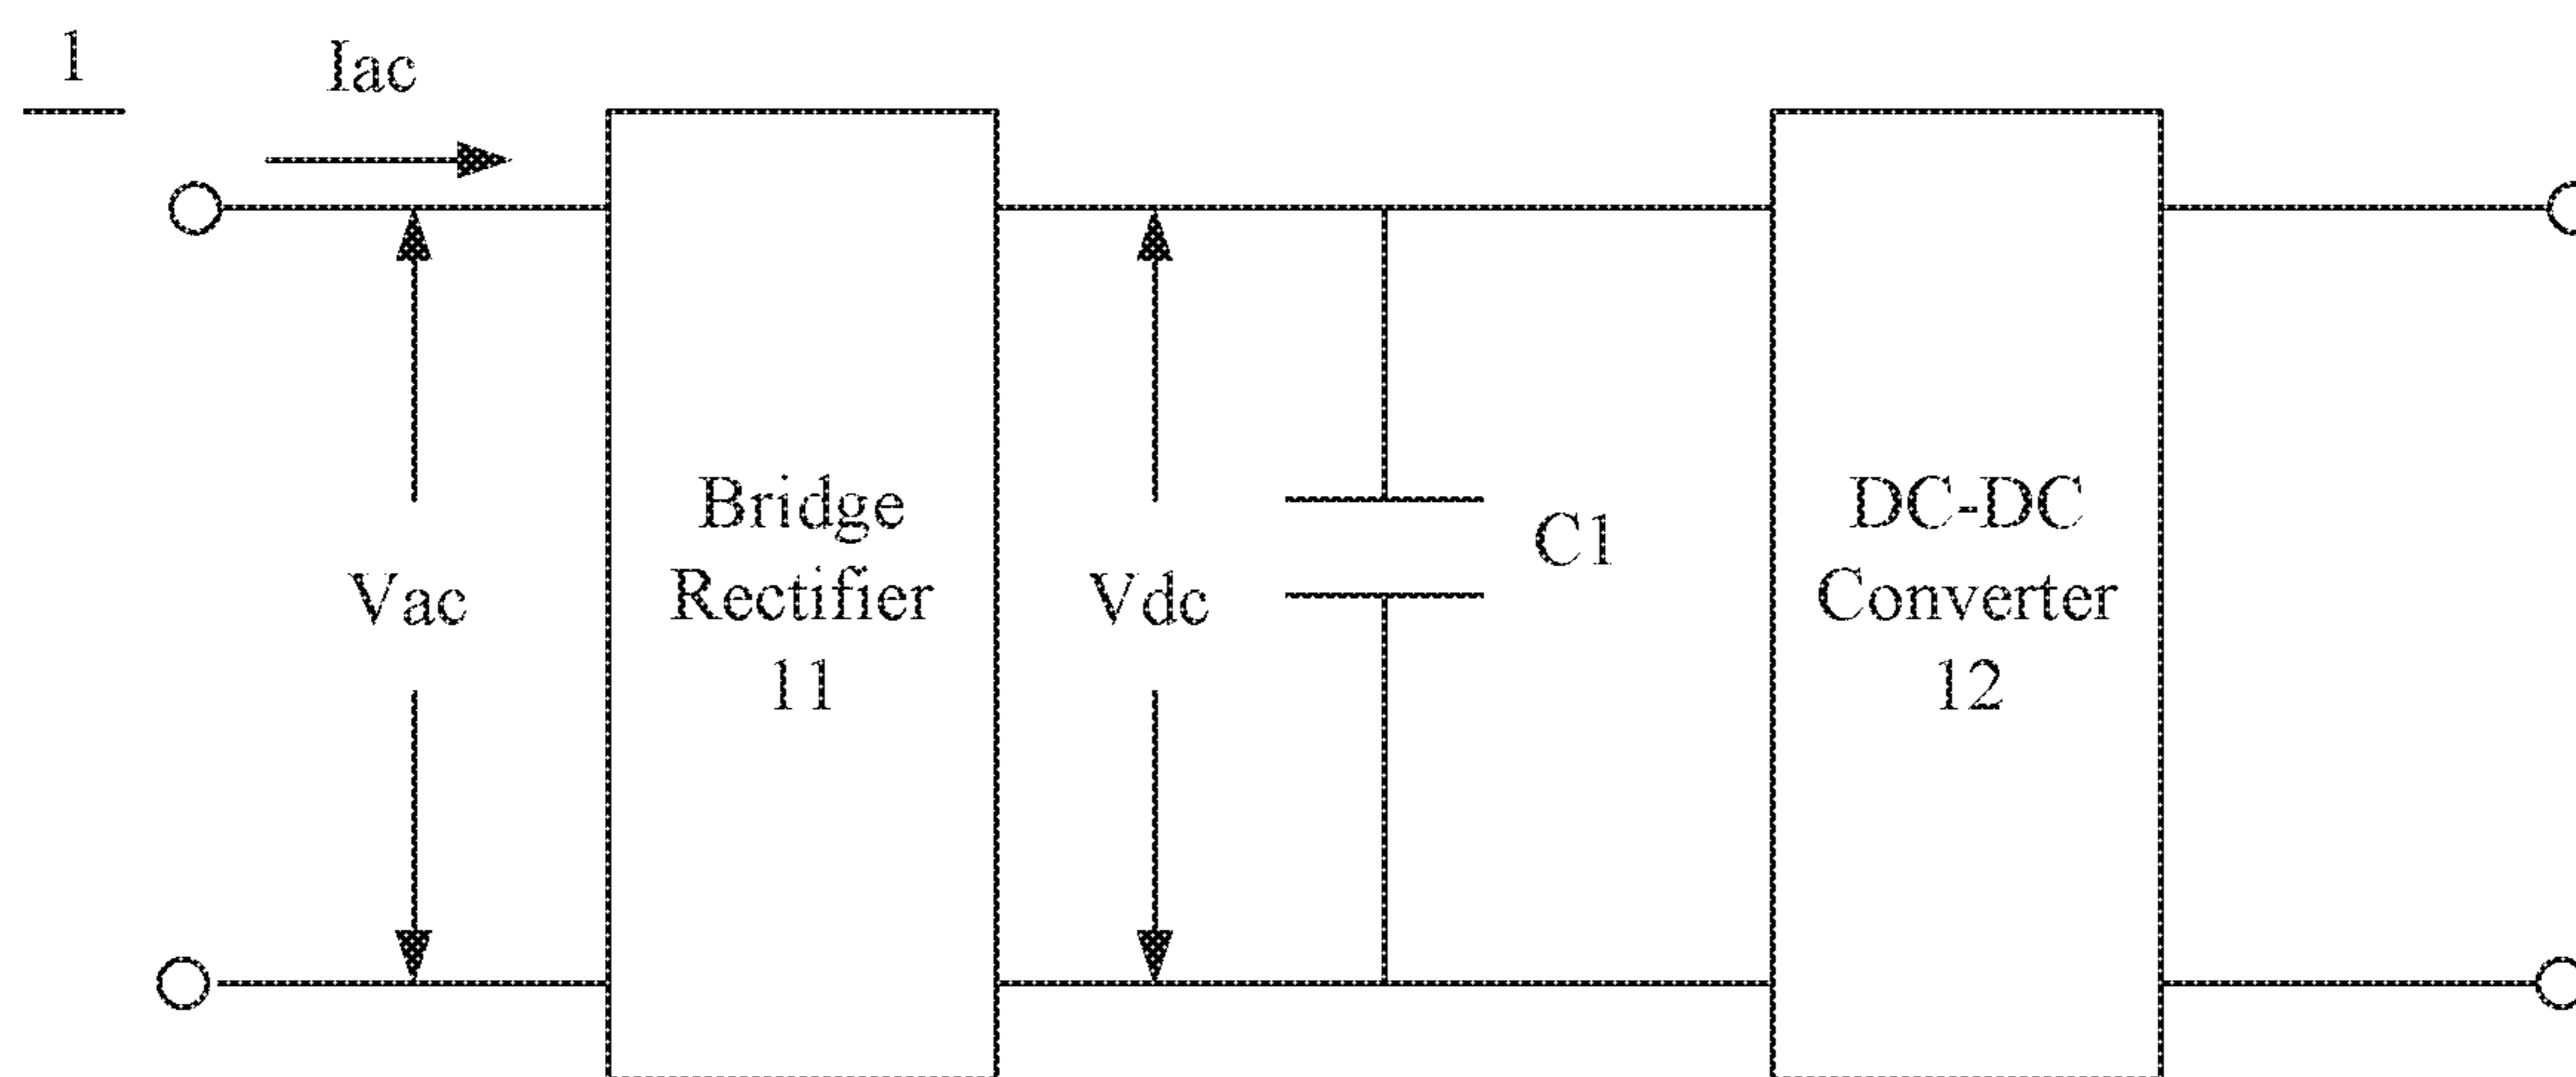 1
Iac
Vac
Bridge
Rectifier
11
Vdc
C1
DC-DC
Converter
12